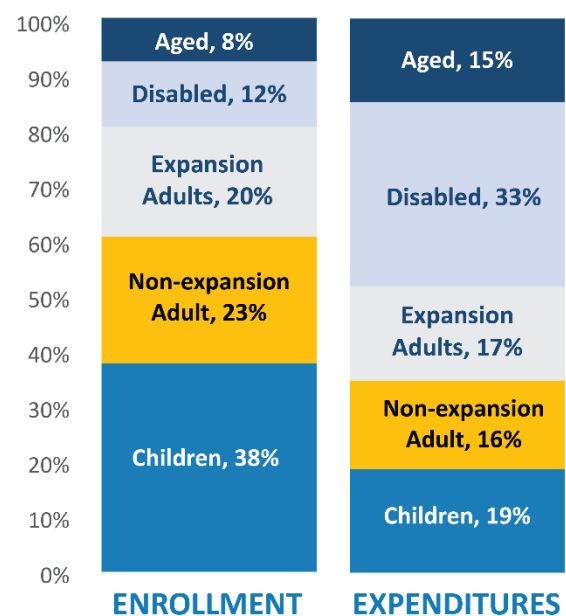 100%
90%
80%
70%
60%
50%
40%
30%
20%
10%
0%
Aged, 8%
Disabled, 12%
Expansion
Adults, 20%
Non-expansion
Adult, 23%
Children, 38%
ENROLLMENT
Aged, 15%
Disabled, 33%
Expansion
Adults, 17%
Non-expansion
Adult, 16%
Children, 19%
EXPENDITURES